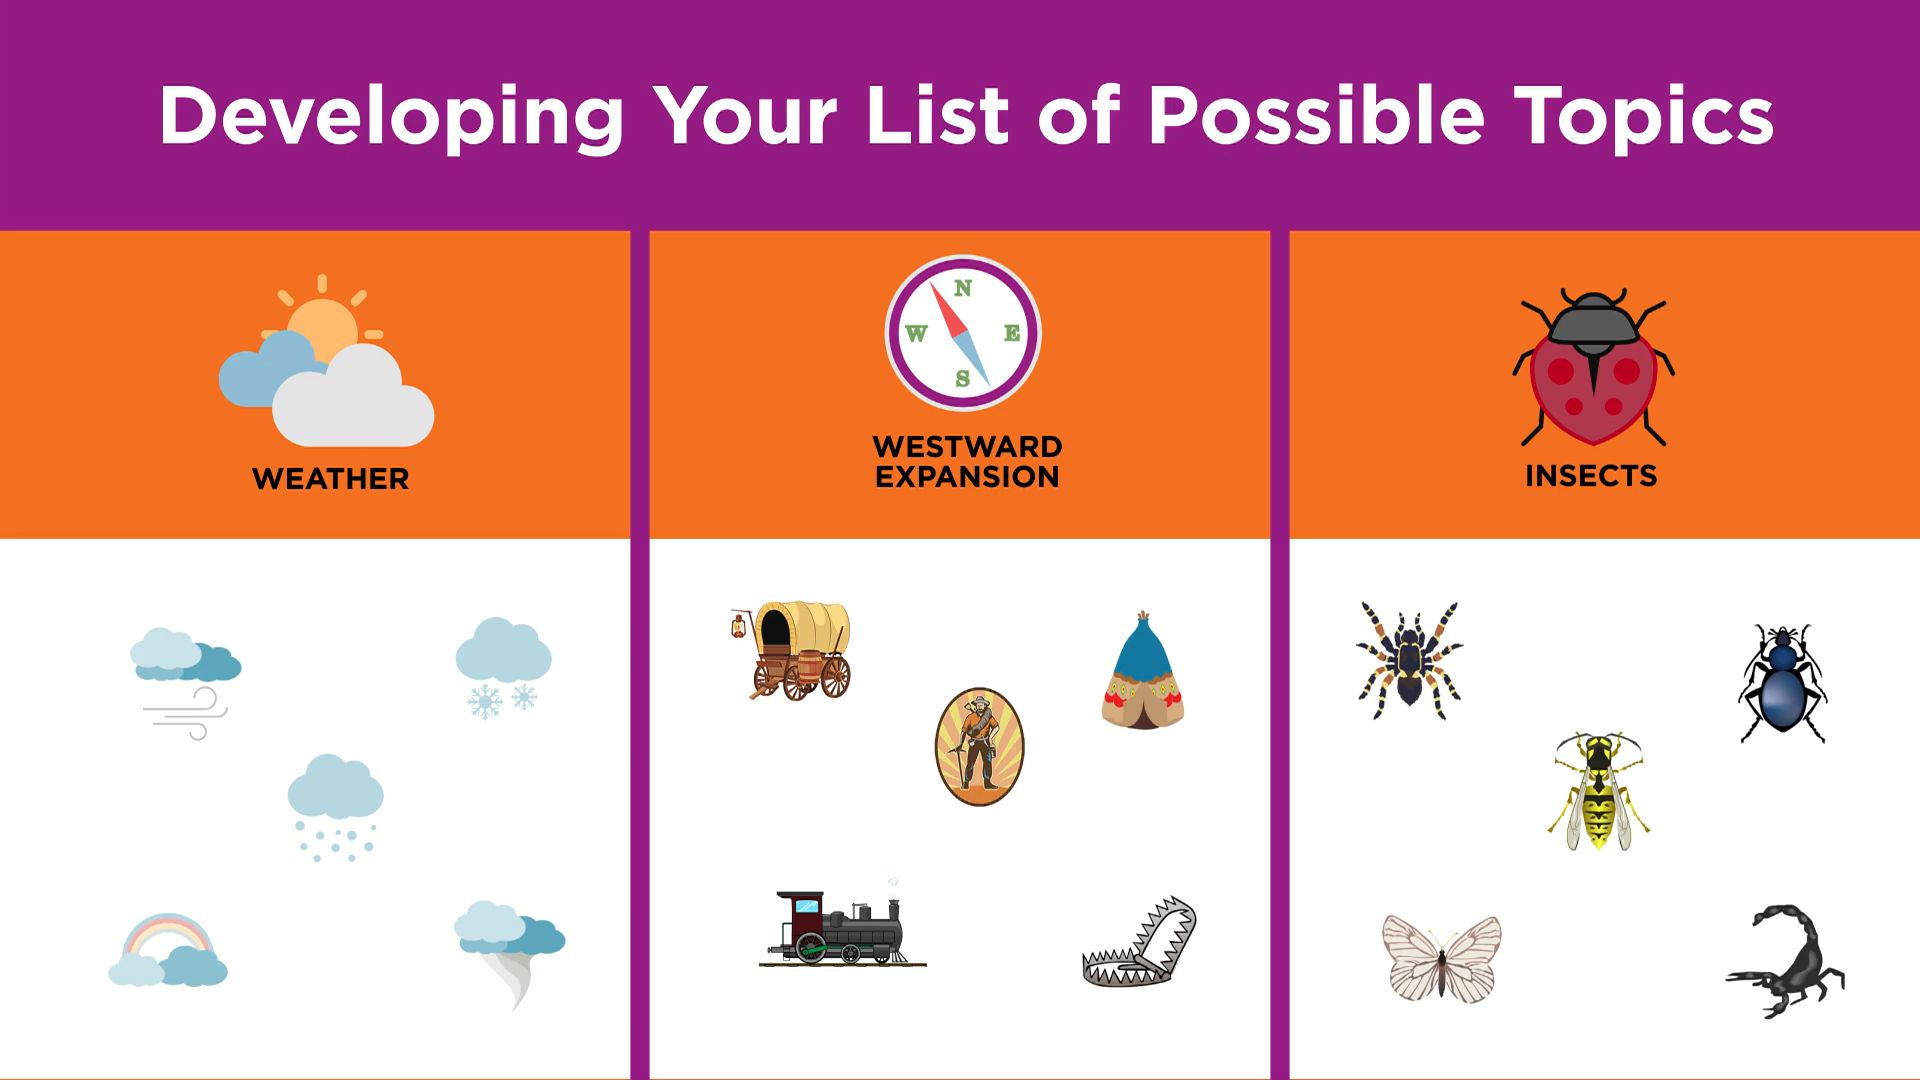 Developing Your List of Possible Topics
WEATHER
N
W E
S
WESTWARD
EXPANSION
INSECTS